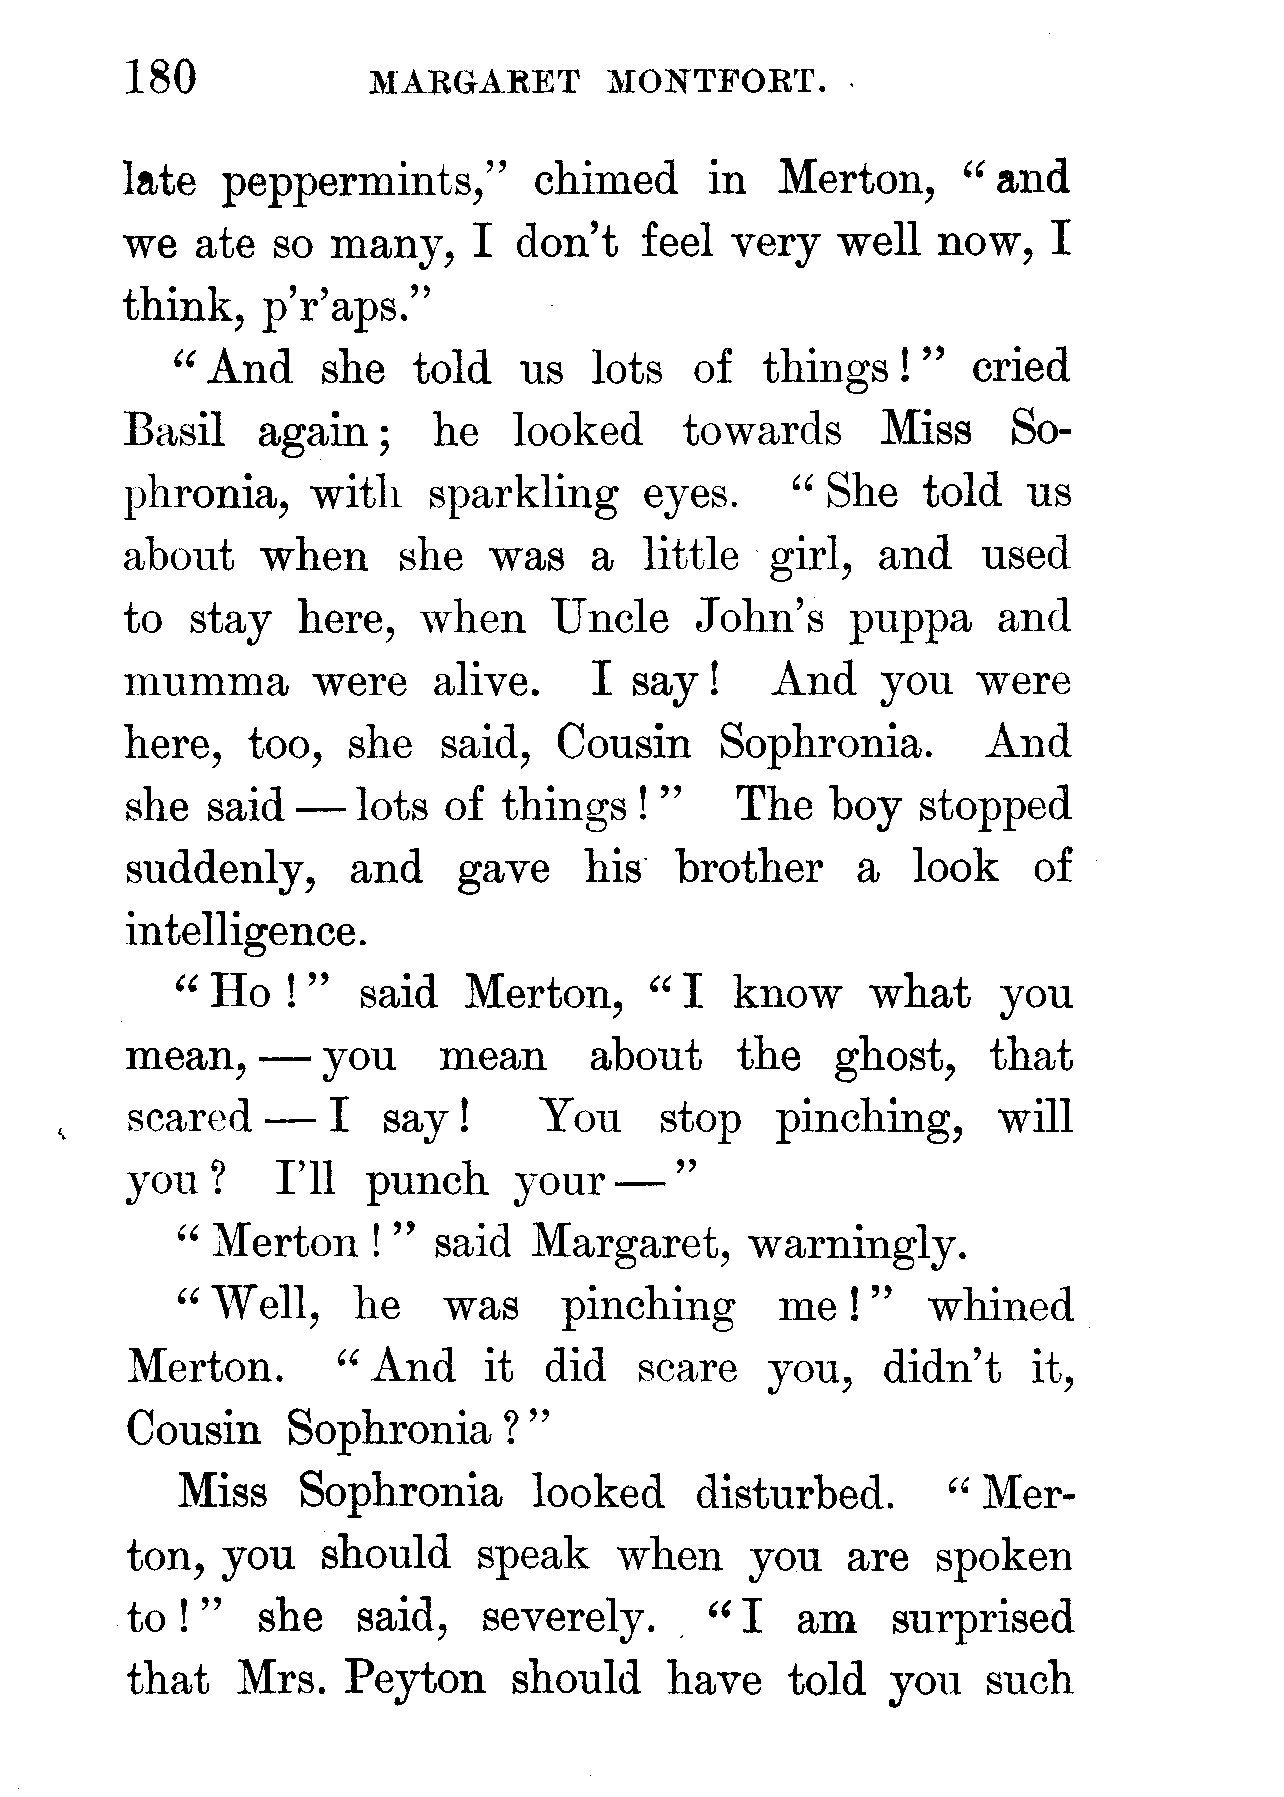 180 MARGARET MONTFORT.
late peppermints,” chimed in Merton, “and
we ate so many, I don’t feel very well now, I
think, p’r’aps.”
“And she told us lots of things!” cried
Basil again; he looked towards Miss So-
phronia, with sparkling eyes. “She told us
about when she was a little girl, and used
to stay here, when Uncle John’s puppa and
mumma were alive. I say! And you were
here, too, she said, Cousin Sophronia. And
she said — lots of things!” The boy stopped
suddenly, and gave his brother a look of
intelligence.
“Ho!” said Merton, “I know what you
mean, — you mean about the ghost, that
scared — I say! You stop pinching, will
you? I’ll punch your — ”
“Merton!” said Margaret, warningly.
“Well, he was pinching me!” whined
Merton. “And it did scare you, didn’t it,
Cousin Sophronia?”
Miss Sophronia looked disturbed. “Mer-
ton, you should speak when you are spoken
to!” she said, severely. “I am surprised
that Mrs. Peyton should have told you such